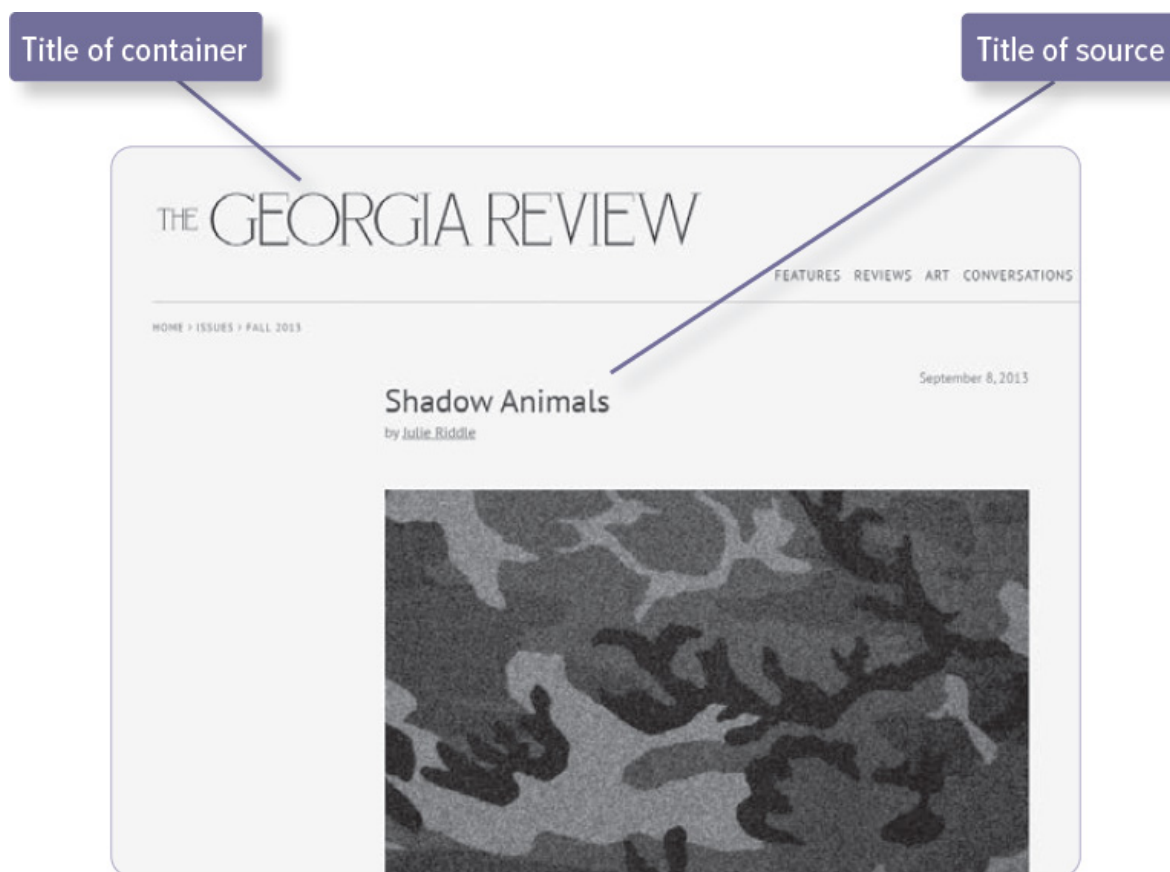 Title of container
Title of source
THE GEORGIA REVIEW
FEATURES REVIEWS ART CONVERSATIONS
HOME > ISSUES > FALL 2013
September 8, 2013
Shadow Animals
by Julie Riddle